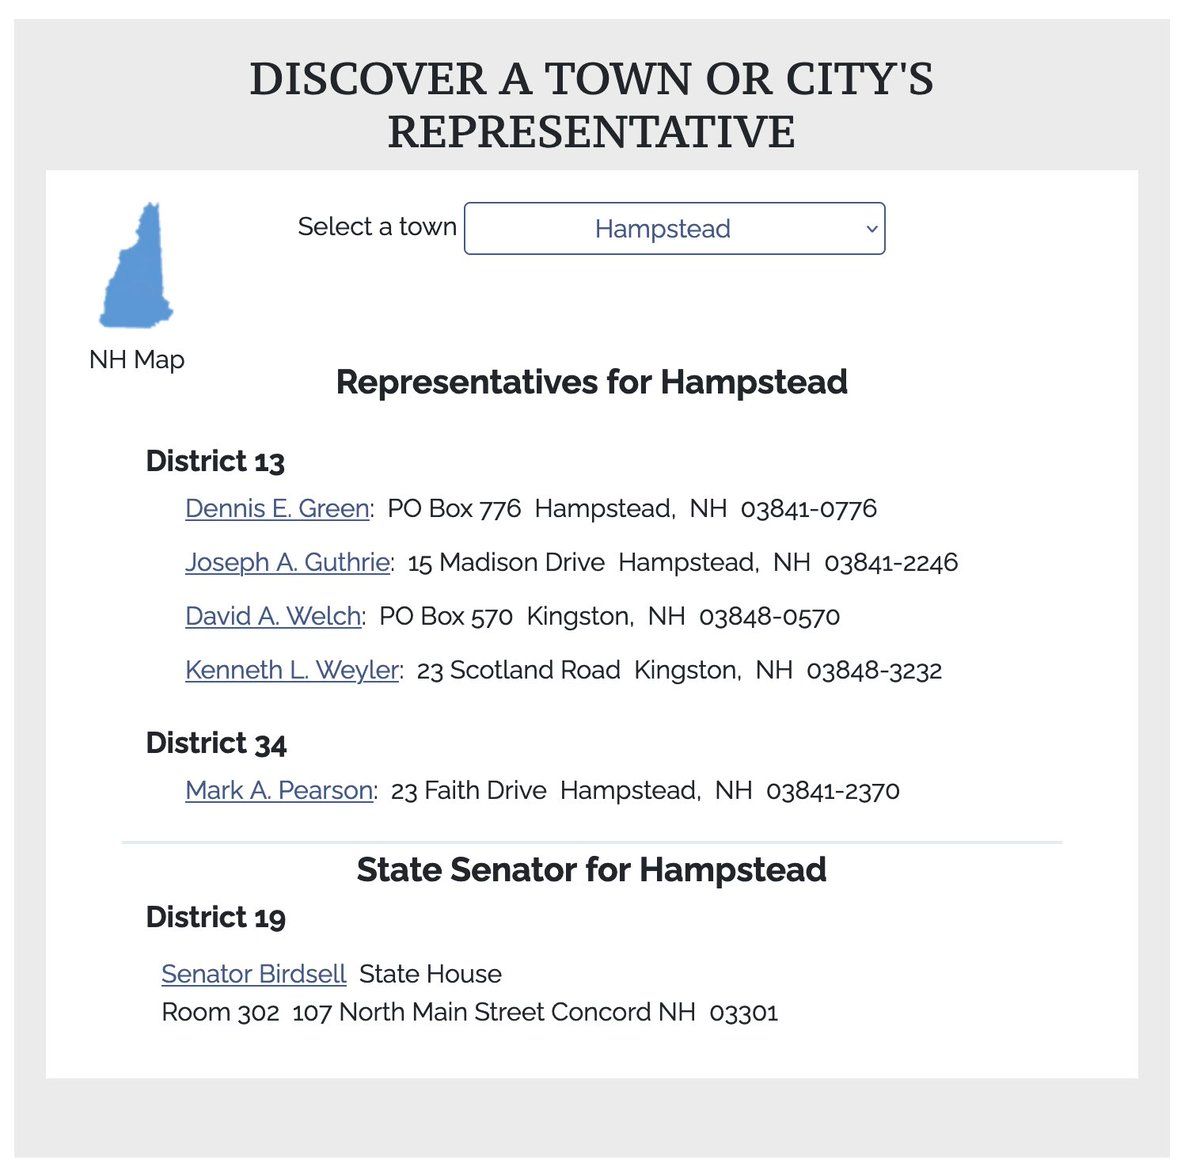 DISCOVER A TOWN OR CITY'S
REPRESENTATIVE
Select a town Hampstead
NH Map
Representatives for Hampstead
District 13
Dennis E. Green: PO Box 776 Hampstead, NH 03841-0776
Joseph A. Guthrie: 15 Madison Drive Hampstead, NH 03841-2246
David A. Welch: PO Box 570 Kingston, NH 03848-0570
Kenneth L. Weyler: 23 Scotland Road Kingston, NH 03848-3232
District 34
Mark A. Pearson: 23 Faith Drive Hampstead, NH 03841-2370
State Senator for Hampstead
District 19
Senator Birdsell State House
Room 302 107 North Main Street Concord NH 03301